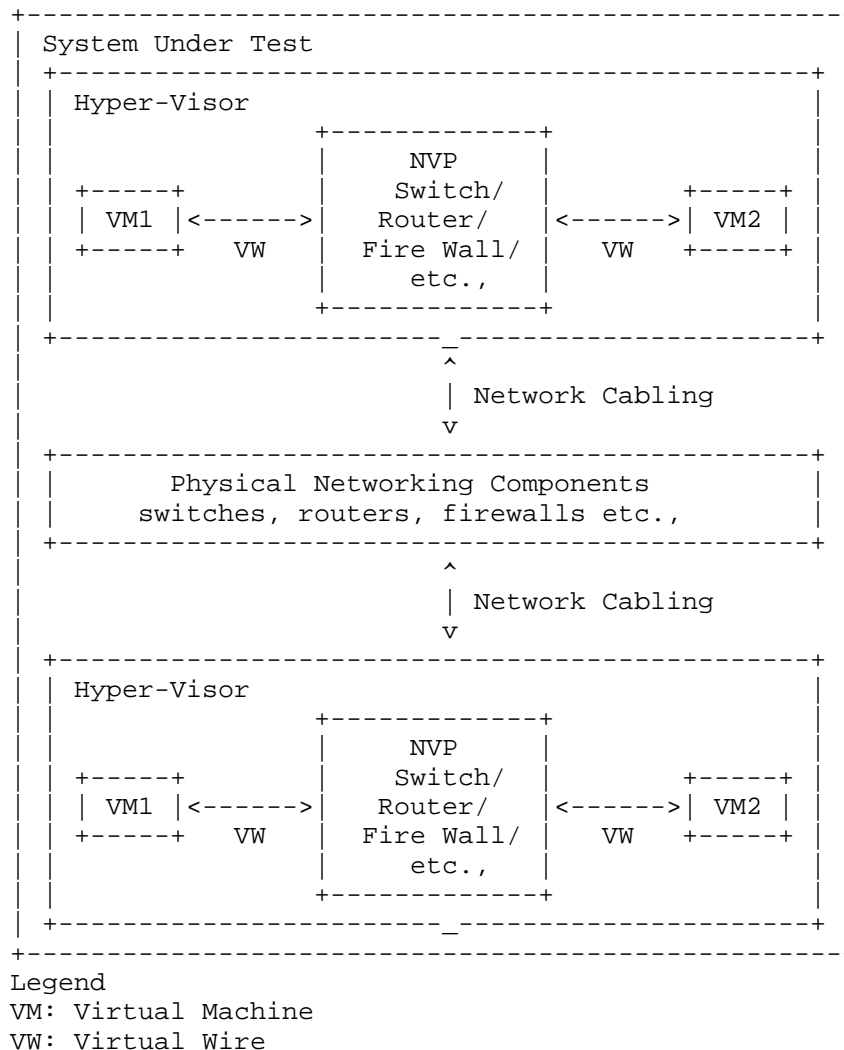 System Under Test
Hyper-Visor
NVP
Switch/
VM1 <------> Router/ <------> VM2
VW Fire Wall/ VW
etc.,
Network Cabling
Physical Networking Components
switches, routers, firewalls etc.,
Network Cabling
Hyper-Visor
NVP
Switch/
VM1 <------> Router/ <------> VM2
VW Fire Wall/ VW
etc.,
Legend
VM: Virtual Machine
VW: Virtual Wire